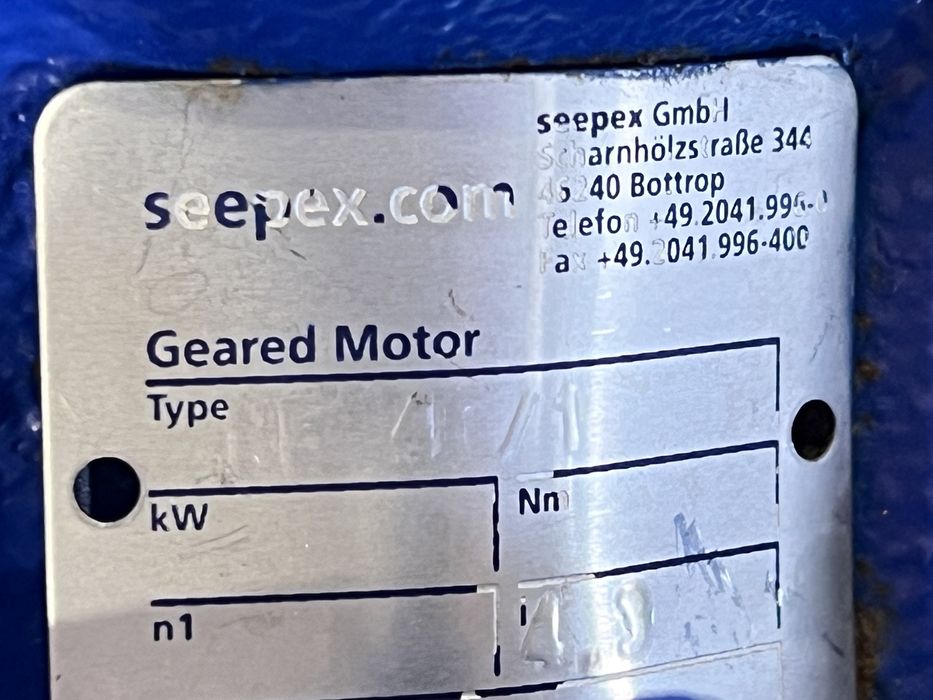 seepex.com
seepex GmbH
Scharnhölzstraße 344
46240 Bottrop
Telefon +49.2041.996-0
Fax +49.2041.996-400
Geared Motor
Type
kW
Nm
n1
i